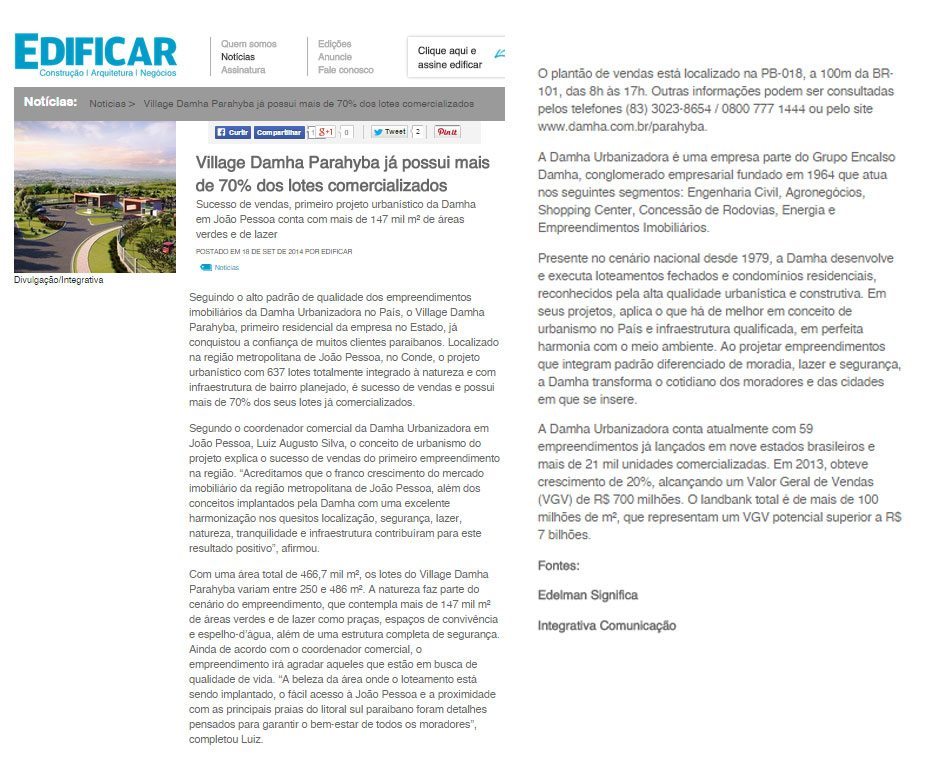 EDIFICAR
Construção | Arquitetura | Negócios
Quem somos
Notícias
Assinatura
Edições
Anuncie
Fale conosco
Clique aqui e
assine edificar
Notícias:
Notícias > Village Damha Parahyba já possui mais de 70% dos lotes comercializados
Curtir
Compartilhar
1
+1
0
Tweet
2
Pin it
Divulgação/Integrativa
Village Damha Parahyba já possui mais
de 70% dos lotes comercializados
Sucesso de vendas, primeiro projeto urbanístico da Damha
em João Pessoa conta com mais de 147 mil m² de áreas
verdes e de lazer
POSTADO EM 18 DE SET DE 2014 POR EDIFICAR
Notícias
Seguindo o alto padrão de qualidade dos empreendimentos
imobiliários da Damha Urbanizadora no País, o Village Damha
Parahyba, primeiro residencial da empresa no Estado, já
conquistou a confiança de muitos clientes paraibanos. Localizado
na região metropolitana de João Pessoa, no Conde, o projeto
urbanístico com 637 lotes totalmente integrado à natureza e com
infraestrutura de bairro planejado, é sucesso de vendas e possui
mais de 70% dos seus lotes já comercializados.
Segundo o coordenador comercial da Damha Urbanizadora em
João Pessoa, Luiz Augusto Silva, o conceito de urbanismo do
projeto explica o sucesso de vendas do primeiro empreendimento
na região. “Acreditamos que o franco crescimento do mercado
imobiliário da região metropolitana de João Pessoa, além dos
conceitos implantados pela Damha com uma excelente
harmonização nos quesitos localização, segurança, lazer,
natureza, tranquilidade e infraestrutura contribuíram para este
resultado positivo”, afirmou.
Com uma área total de 466,7 mil m², os lotes do Village Damha
Parahyba variam entre 250 e 486 m². A natureza faz parte do
cenário do empreendimento, que contempla mais de 147 mil m²
de áreas verdes e de lazer como praças, espaços de convivência
e espelho-d’água, além de uma estrutura completa de segurança.
Ainda de acordo com o coordenador comercial, o
empreendimento irá agradar aqueles que estão em busca de
qualidade de vida. “A beleza da área onde o loteamento está
sendo implantado, o fácil acesso à João Pessoa e a proximidade
com as principais praias do litoral sul paraibano foram detalhes
pensados para garantir o bem-estar de todos os moradores”,
completou Luiz.
O plantão de vendas está localizado na PB-018, a 100m da BR-
101, das 8h às 17h. Outras informações podem ser consultadas
pelos telefones (83) 3023-8654 / 0800 777 1444 ou pelo site
www.damha.com.br/parahyba.
A Damha Urbanizadora é uma empresa parte do Grupo Encalso
Damha, conglomerado empresarial fundado em 1964 que atua
nos seguintes segmentos: Engenharia Civil, Agronegócios,
Shopping Center, Concessão de Rodovias, Energia e
Empreendimentos Imobiliários.
Presente no cenário nacional desde 1979, a Damha desenvolve
e executa loteamentos fechados e condomínios residenciais,
reconhecidos pela alta qualidade urbanística e construtiva. Em
seus projetos, aplica o que há de melhor em conceito de
urbanismo no País e infraestrutura qualificada, em perfeita
harmonia com o meio ambiente. Ao projetar empreendimentos
que integram padrão diferenciado de moradia, lazer e segurança,
a Damha transforma o cotidiano dos moradores e das cidades
em que se insere.
A Damha Urbanizadora conta atualmente com 59
empreendimentos já lançados em nove estados brasileiros e
mais de 21 mil unidades comercializadas. Em 2013, obteve
crescimento de 20%, alcançando um Valor Geral de Vendas
(VGV) de R$ 700 milhões. O landbank total é de mais de 100
milhões de m², que representam um VGV potencial superior a R$
7 bilhões.
Fontes:
Edelman Significa
Integrativa Comunicação